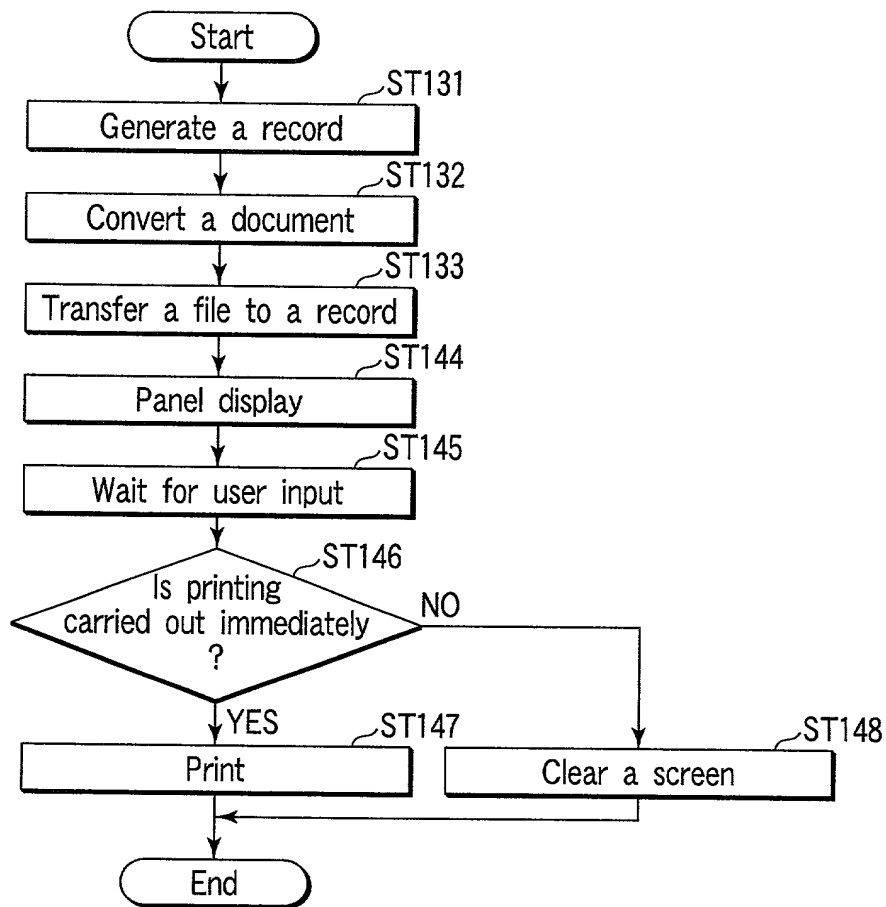 Start
ST131
Generate a record
ST132
Convert a document
ST133
Transfer a file to a record
ST144
Panel display
ST145
Wait for user input
ST146
Is printing
carried out immediately
?
NO
YES
ST147
Print
ST148
Clear a screen
End